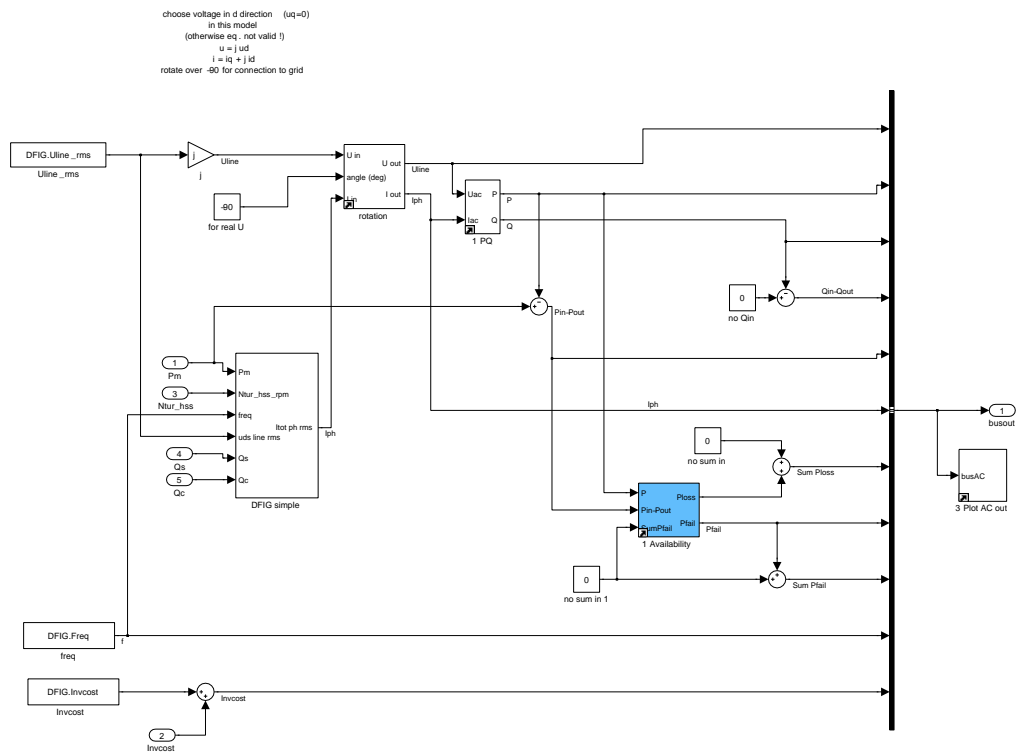 choose voltage in d direction (uq=0)
in this model
(otherwise eq . not valid !)
u = j ud
i = iq + j id
rotate over -90 for connection to grid
DFIG.Uline _rms
Uline _rms
j
j
Uline
-90
for real U
U in
angle (deg)
I in
U out
I out
rotation
Uline
Iph
Uac
Iac
P
Q
1 PQ
P
Q
0
no Qin
Qin-Qout
Pin-Pout
1
Pm
3
Ntur_hss
4
Qs
5
Qc
Pm
Ntur_hss _rpm
freq
uds line rms
Qs
Qc
Itot ph rms
DFIG simple
Iph
Iph
0
no sum in
Sum Ploss
P
Pin-Pout
SumPfail
Ploss
Pfail
1 Availability
Pfail
0
no sum in 1
Sum Pfail
1
busout
busAC
3 Plot AC out
DFIG.Freq
freq
f
DFIG.Invcost
Invcost
Invcost
2
Invcost